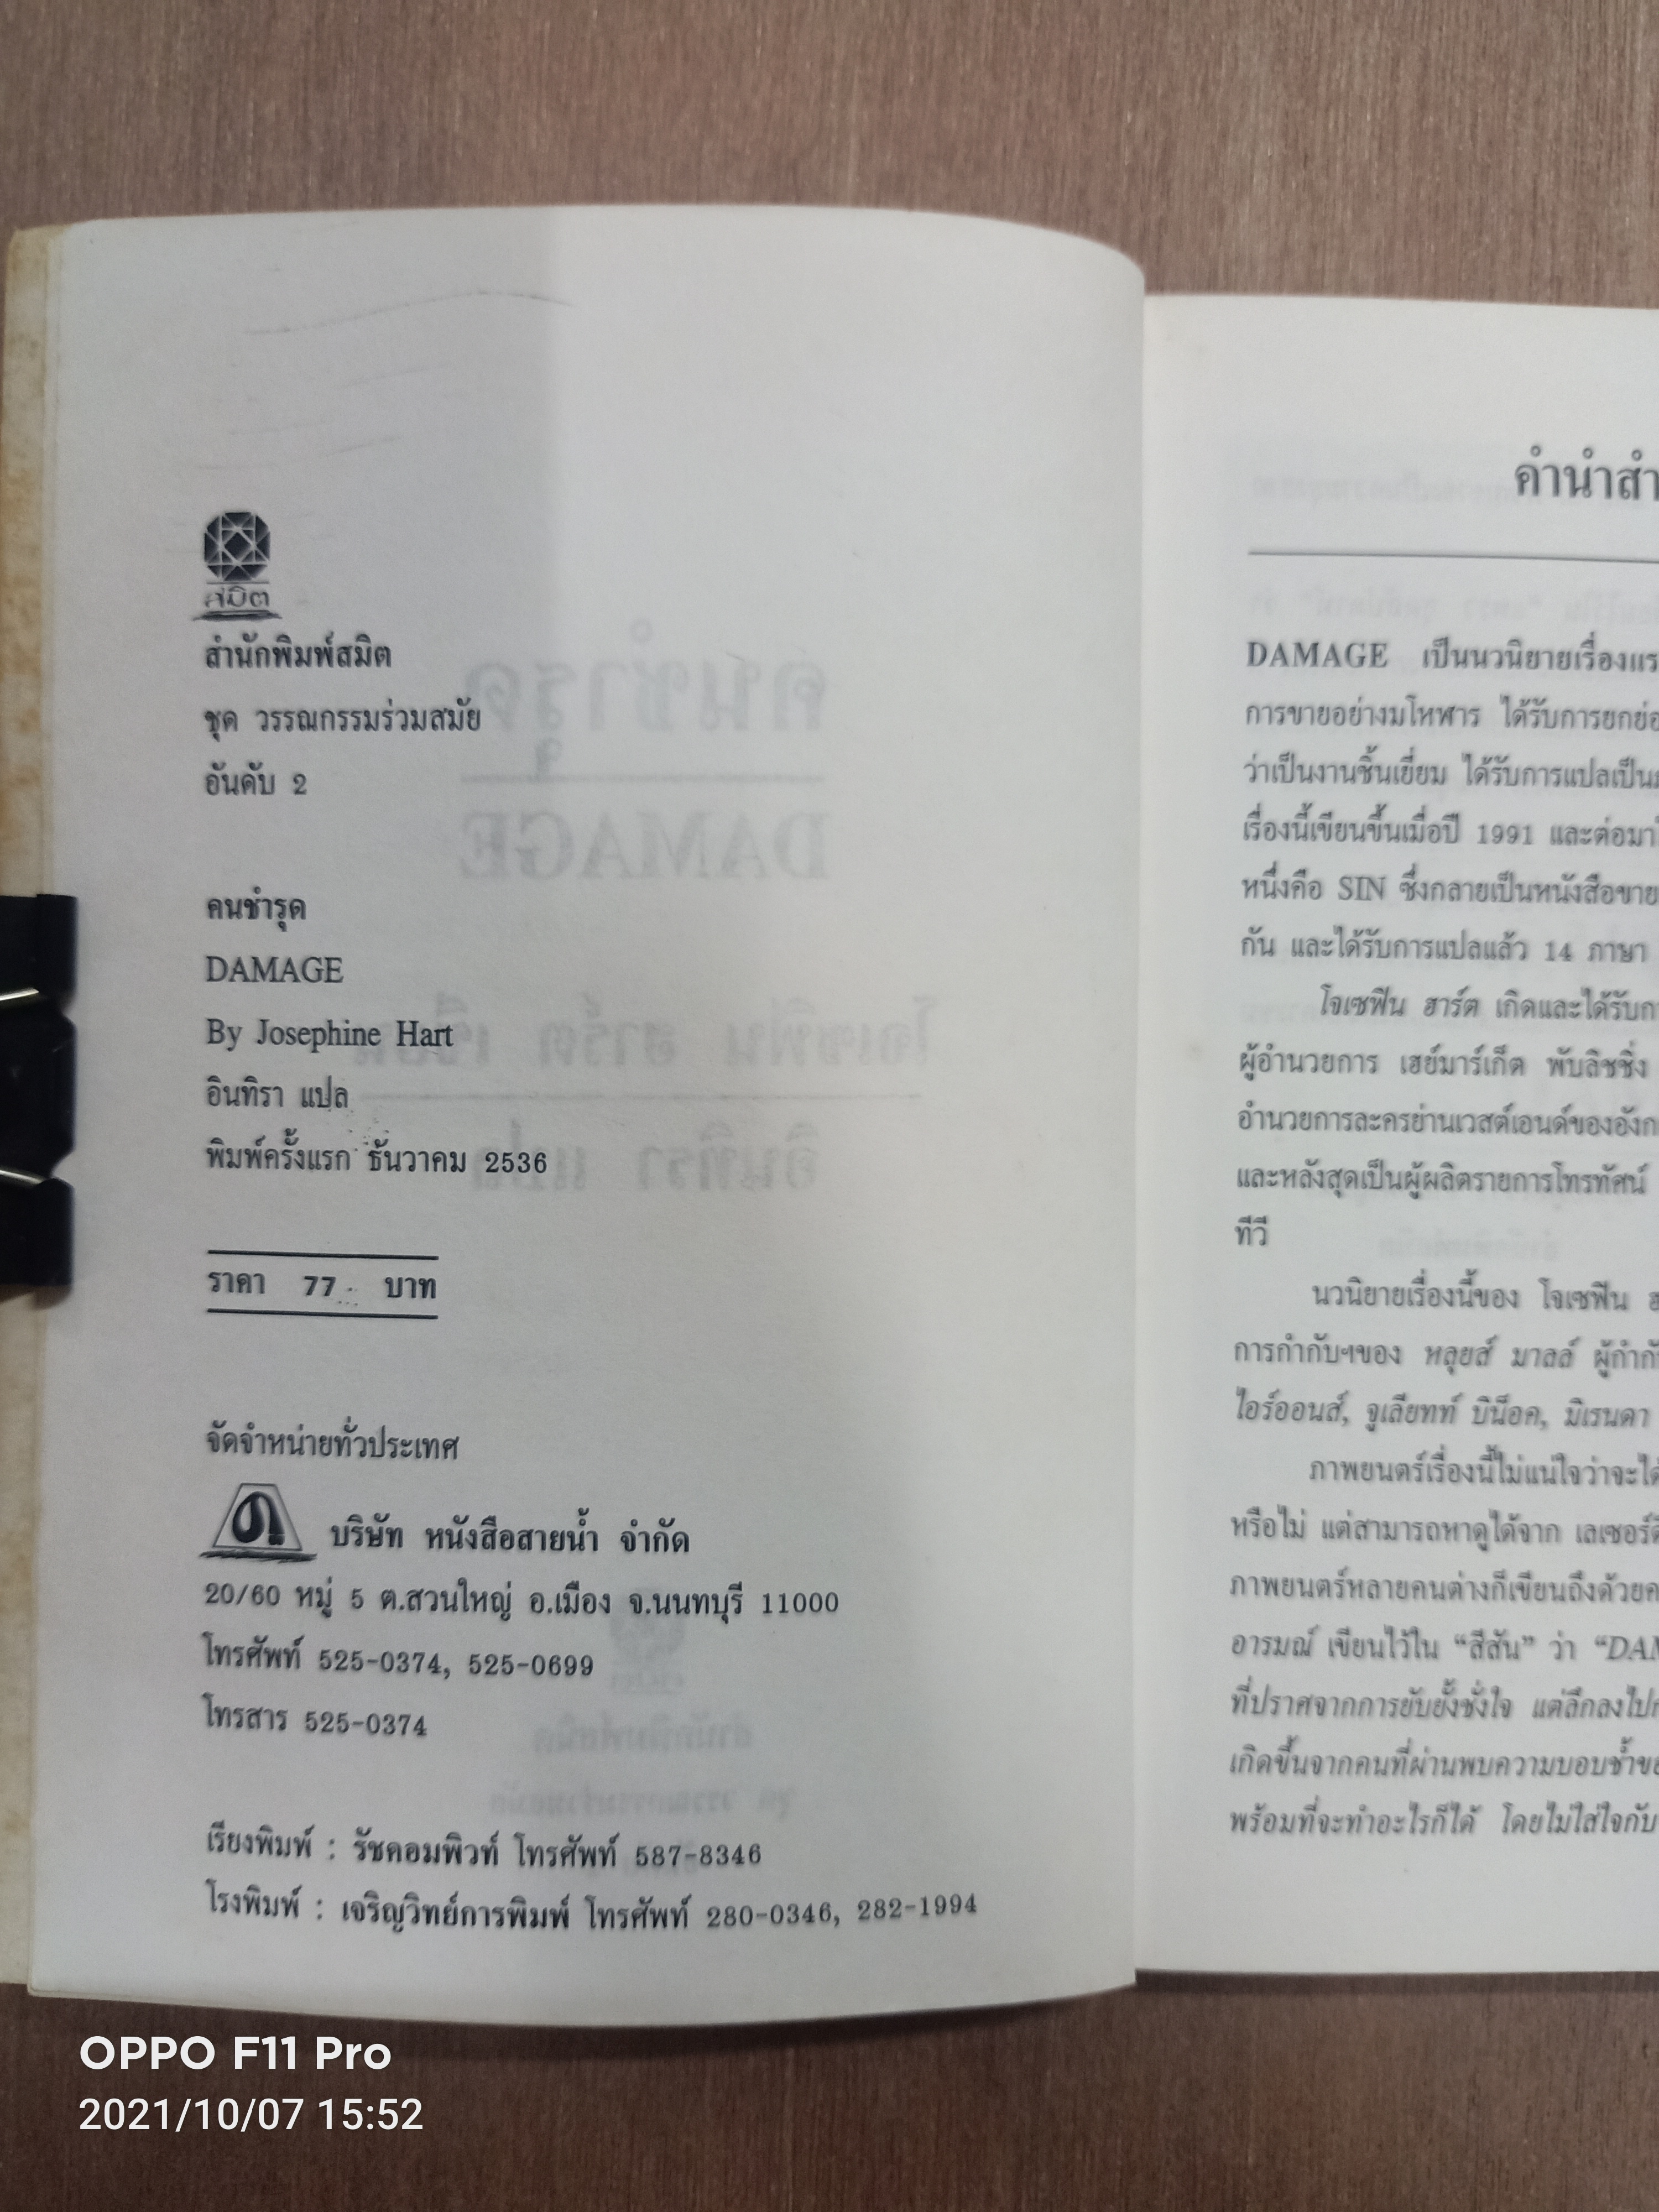 สมิต
สำนักพิมพ์สมิต
ชุด วรรณกรรมร่วมสมัย
อันดับ 2
คนชำรุด
DAMAGE
By Josephine Hart
อินทิรา แปล
พิมพ์ครั้งแรก ธันวาคม 2536
ราคา 77 บาท
จัดจำหน่ายทั่วประเทศ
บริษัท หนังสือสายน้ำ จำกัด
20/60 หมู่ 5 ต.สวนใหญ่ อ.เมือง จ.นนทบุรี 11000
โทรศัพท์ 525-0374, 525-0699
โทรสาร 525-0374
เรียงพิมพ์ : รัชคอมพิวท์ โทรศัพท์ 587-8346
โรงพิมพ์ : เจริญวิทย์การพิมพ์ โทรศัพท์ 280-0346, 282-1994
คำนำสำ
DAMAGE เป็นนวนิยายเรื่องแร
การขายอย่างมโหฬาร ได้รับการยกย่อ
ว่าเป็นงานชิ้นเยี่ยม ได้รับการแปลเป็น
เรื่องนี้เขียนขึ้นเมื่อปี 1991 และต่อมา
หนึ่งคือ SIN ซึ่งกลายเป็นหนังสือขาย
กัน และได้รับการแปลแล้ว 14 ภาษา
โจเซฟีน ฮาร์ต เกิดและได้รับกา
ผู้อำนวยการ เฮย์มาร์เก็ต พับลิชชิ่ง
อำนวยการละครย่านเวสต์เอนด์ของอังก
และหลังสุดเป็นผู้ผลิตรายการโทรทัศน์
ทีวี
นวนิยายเรื่องนี้ของ โจเซฟีน ฮ
การกำกับฯของ หลุยส์ มาลล์ ผู้กำกั
ไอร์ออนส์, จูเลียทท์ บิน็อค, มิเรนดา
ภาพยนตร์เรื่องนี้ไม่แน่ใจว่าจะได้
หรือไม่ แต่สามารถหาดูได้จาก เลเซอร์ดิ
ภาพยนตร์หลายคนต่างก็เขียนถึงด้วยค
อารมณ์ เขียนไว้ใน “สีสัน” ว่า “DAM
ที่ปราศจากการยับยั้งชั่งใจ แต่ลึกลงไป
เกิดขึ้นจากคนที่ผ่านพบความบอบช้ำขอ
พร้อมที่จะทำอะไรก็ได้ โดยไม่ใส่ใจกับ
OPPO F11 Pro
2021/10/07 15:52